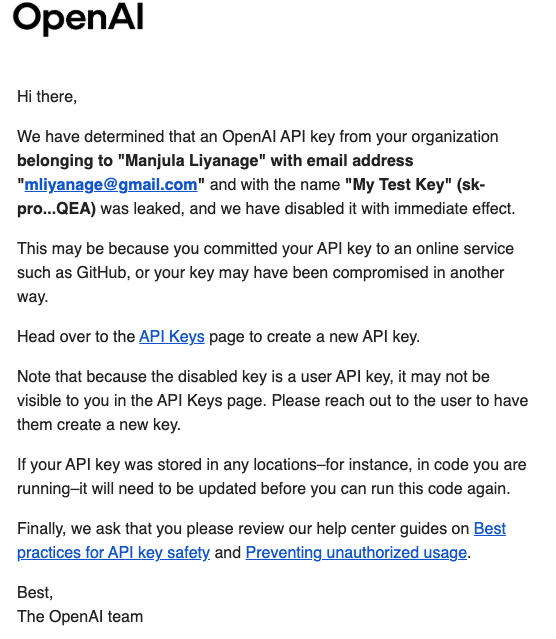 OpenAI
Hi there,
We have determined that an OpenAI API key from your organization
belonging to "Manjula Liyanage" with email address
"mliyanage@gmail.com" and with the name "My Test Key" (sk-
pro...QEA) was leaked, and we have disabled it with immediate effect.
This may be because you committed your API key to an online service
such as GitHub, or your key may have been compromised in another
way.
Head over to the API Keys page to create a new API key.
Note that because the disabled key is a user API key, it may not be
visible to you in the API Keys page. Please reach out to the user to have
them create a new key.
If your API key was stored in any locations–for instance, in code you are
running–it will need to be updated before you can run this code again.
Finally, we ask that you please review our help center guides on Best
practices for API key safety and Preventing unauthorized usage.
Best,
The OpenAI team